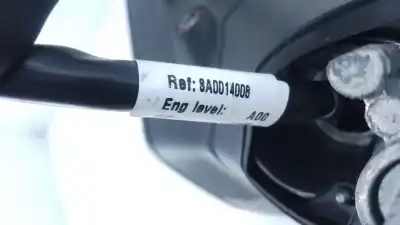 Ref: 8A0014008
Eng level: A00